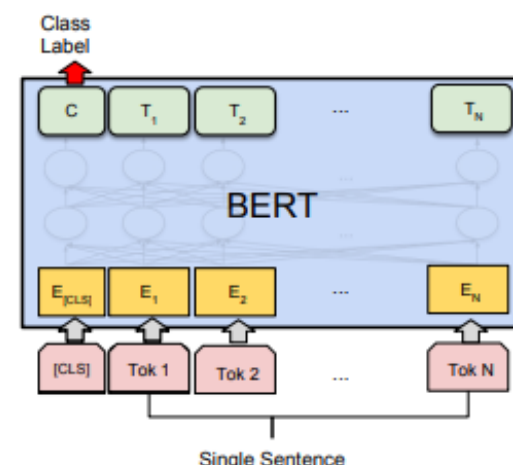 Class
Label
C T1 T2 ... TN
...
BERT
...
E[CLS] E1 E2 ... EN
[CLS] Tok 1 Tok 2 ... Tok N
Single Sentence